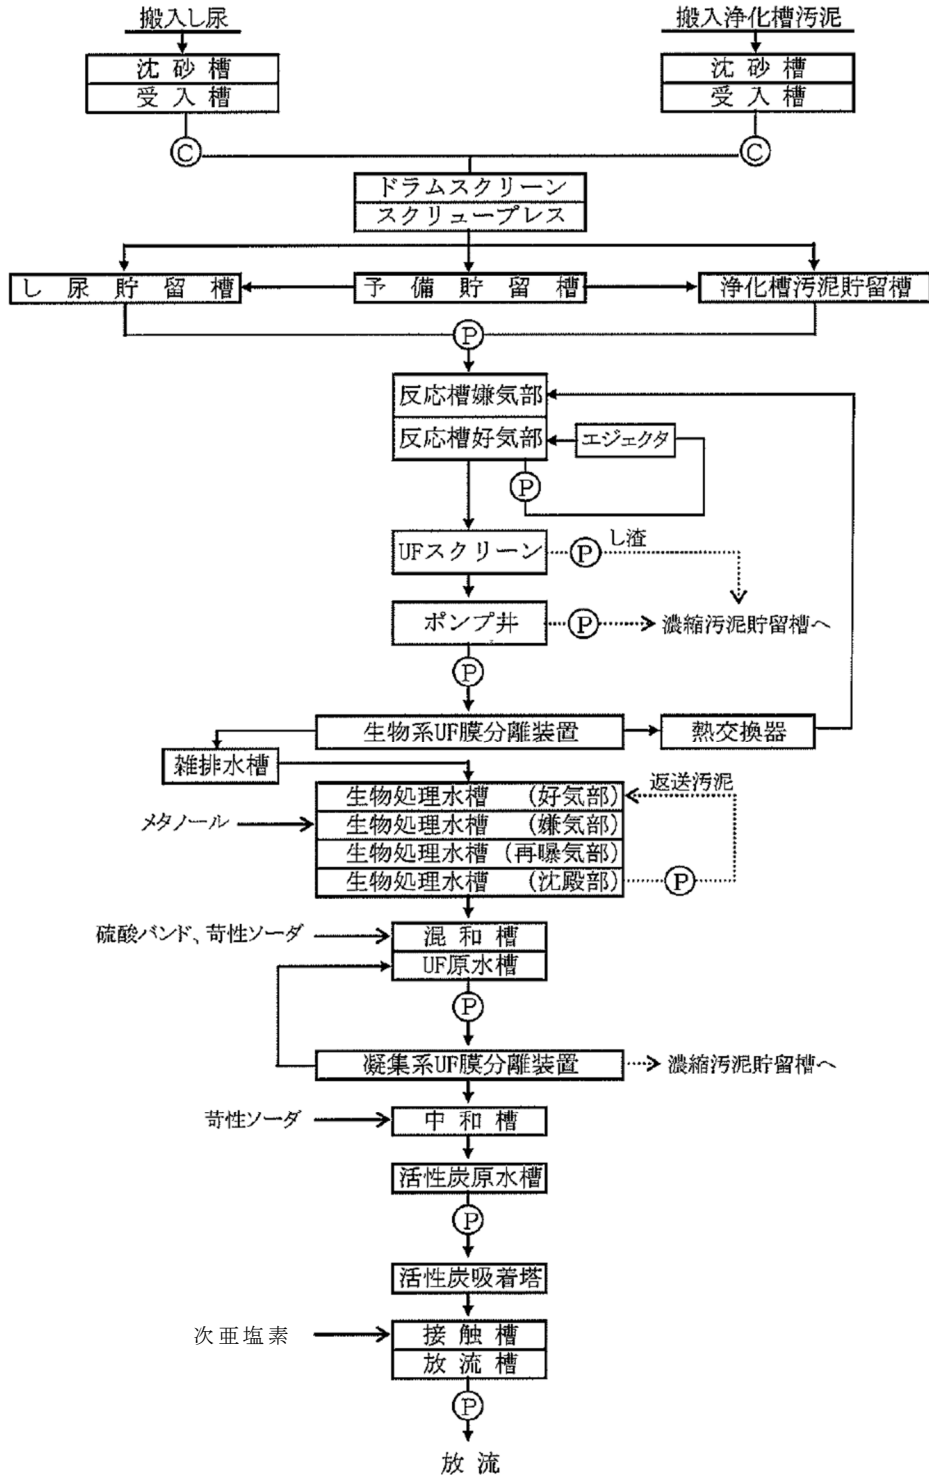 搬入し尿
搬入浄化槽汚泥
沈砂槽
受入槽
沈砂槽
受入槽
C
C
ドラムスクリーン
スクリュープレス
し尿貯留槽
予備貯留槽
浄化槽汚泥貯留槽
P
反応槽嫌気部
反応槽好気部
エジェクタ
P
UFスクリーン
P
し渣
ポンプ井
P
濃縮汚泥貯留槽へ
P
生物系UF膜分離装置
熱交換器
雑排水槽
生物処理水槽 (好気部)
返送汚泥
メタノール
生物処理水槽 (嫌気部)
生物処理水槽 (再曝気部)
生物処理水槽 (沈殿部)
P
硫酸バンド、苛性ソーダ
混和槽
UF原水槽
P
凝集系UF膜分離装置
濃縮汚泥貯留槽へ
苛性ソーダ
中和槽
活性炭原水槽
P
活性炭吸着塔
次亜塩素
接触槽
放流槽
P
放流